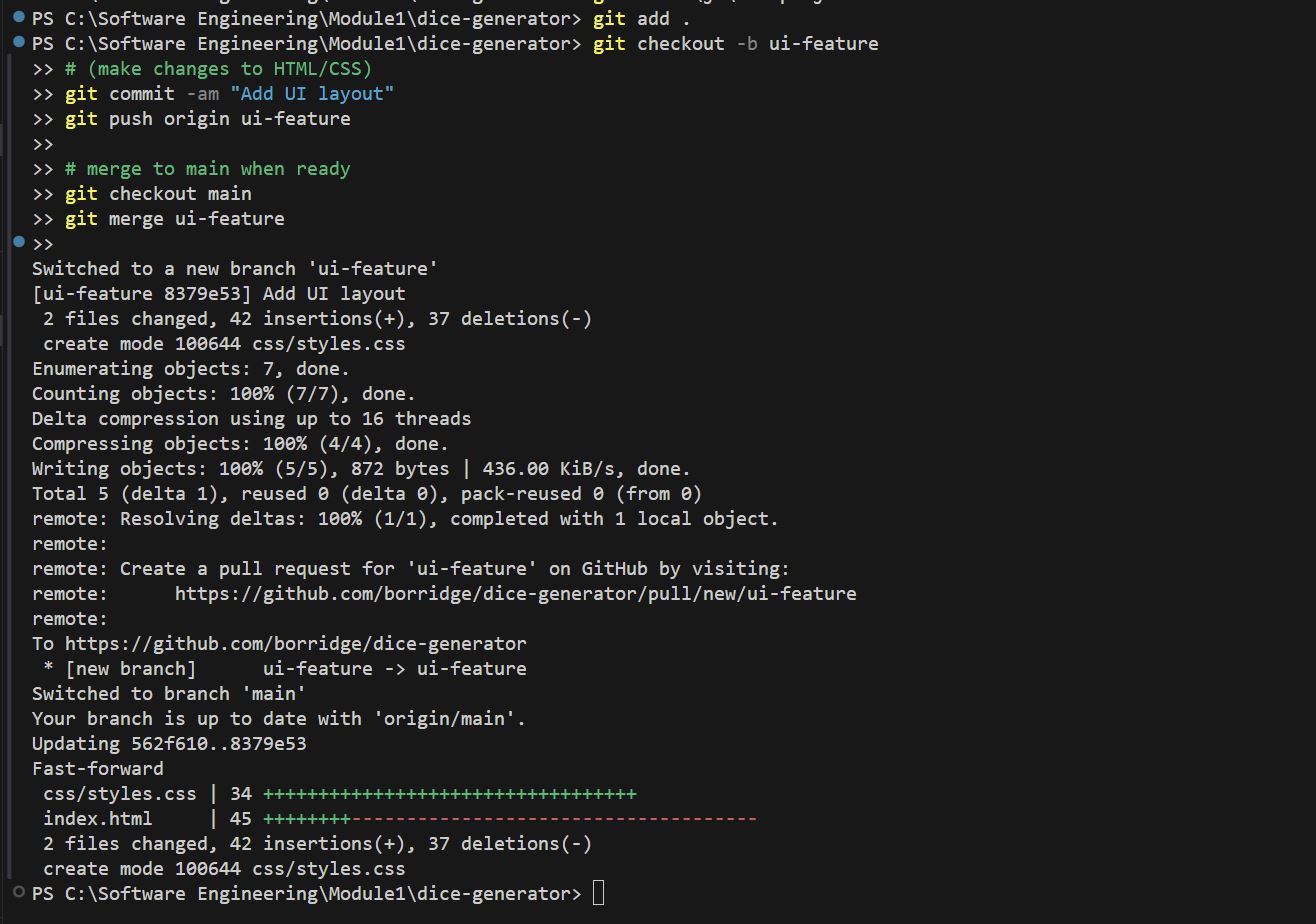 PS C:\Software Engineering\Module1\dice-generator> git add .
PS C:\Software Engineering\Module1\dice-generator> git checkout -b ui-feature
>> # (make changes to HTML/CSS)
>> git commit -am "Add UI layout"
>> git push origin ui-feature
>>
>> # merge to main when ready
>> git checkout main
>> git merge ui-feature
>>
Switched to a new branch 'ui-feature'
[ui-feature 8379e53] Add UI layout
 2 files changed, 42 insertions(+), 37 deletions(-)
 create mode 100644 css/styles.css
Enumerating objects: 7, done.
Counting objects: 100% (7/7), done.
Delta compression using up to 16 threads
Compressing objects: 100% (4/4), done.
Writing objects: 100% (5/5), 872 bytes | 436.00 KiB/s, done.
Total 5 (delta 1), reused 0 (delta 0), pack-reused 0 (from 0)
remote: Resolving deltas: 100% (1/1), completed with 1 local object.
remote:
remote: Create a pull request for 'ui-feature' on GitHub by visiting:
remote:      https://github.com/borridge/dice-generator/pull/new/ui-feature
remote:
To https://github.com/borridge/dice-generator
 * [new branch]      ui-feature -> ui-feature
Switched to branch 'main'
Your branch is up to date with 'origin/main'.
Updating 562f610..8379e53
Fast-forward
 css/styles.css | 34 ++++++++++++++++++++++++++++++++++
 index.html     | 45 ++++++++-------------------------------------
 2 files changed, 42 insertions(+), 37 deletions(-)
 create mode 100644 css/styles.css
PS C:\Software Engineering\Module1\dice-generator>